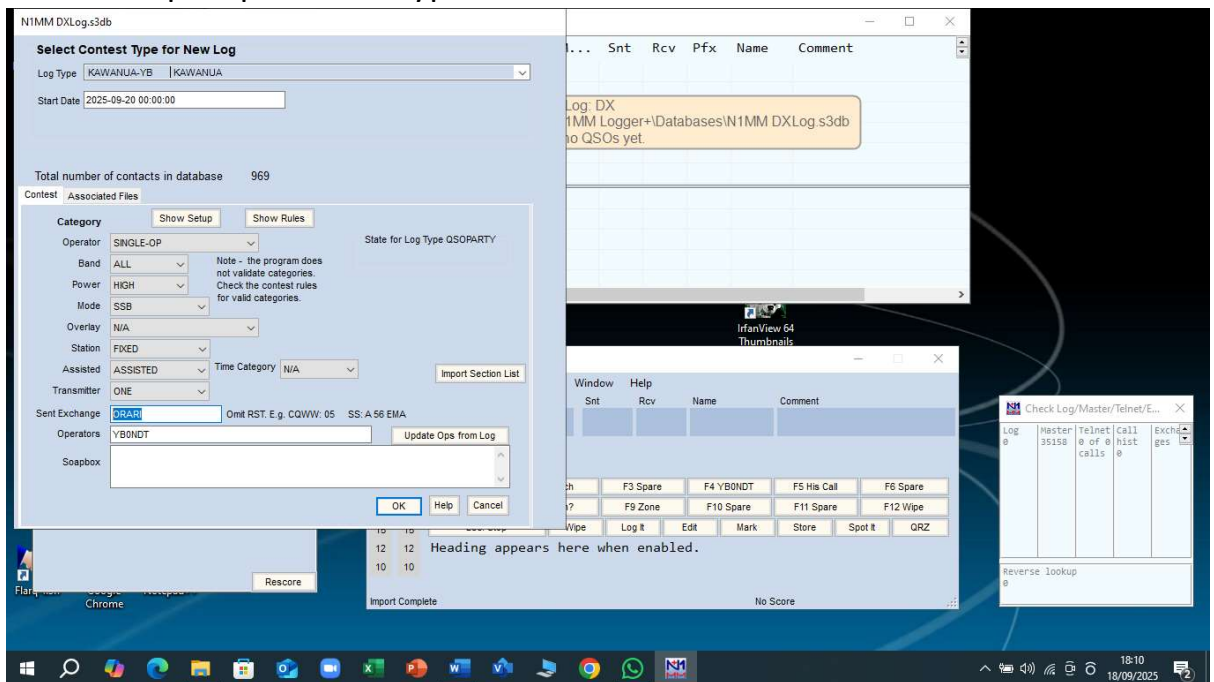 N1MM DXLog.s3db
Select Contest Type for New Log
Log Type KAWANUA-YB |KAWANUA
Start Date 2025-09-20 00:00:00
Total number of contacts in database 969
Contest Associated Files
Category Show Setup Show Rules
Operator SINGLE-OP State for Log Type QSOPARTY
Band ALL
Note - the program does
not validate categories.
Check the contest rules
for valid categories.
Power HIGH
Mode SSB
Overlay N/A
Station FIXED
Assisted ASSISTED Time Category N/A Import Section List
Transmitter ONE
Sent Exchange ORARI Omit RST. E.g. CQWW: 05 SS: A 56 EMA
Operators YB0NDT Update Ops from Log
Soapbox
OK Help Cancel
Snt Rcv Pfx Name Comment
Log: DX
1MM Logger+\Databases\N1MM DXLog.s3db
no QSOs yet.
IrfanView 64
Thumbnails
Window Help
Snt Rcv Name Comment
F3 Spare F4 YB0NDT F5 His Call F6 Spare
F9 Zone F10 Spare F11 Spare F12 Wipe
Wipe Log It Edit Mark Store Spot It QRZ
12 12 Heading appears here when enabled.
10 10
Import Complete No Score
Rescore
Chrome
Check Log/Master/Telnet/E...
Log Master Telnet Call Excha
0 35158 0 of 0 hist ges
calls 0
Reverse lookup
0
18:10
18/09/2025
2